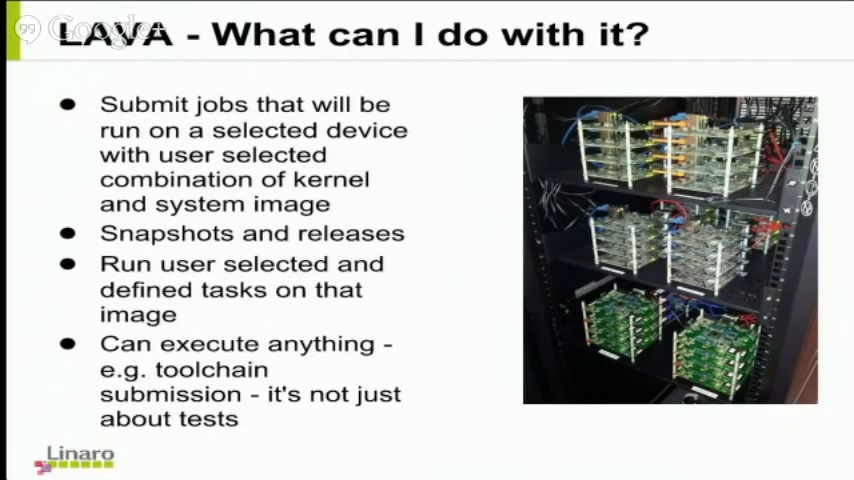 Google+
LAVA - What can I do with it?
● Submit jobs that will be
run on a selected device
with user selected
combination of kernel
and system image
● Snapshots and releases
● Run user selected and
defined tasks on that
image
● Can execute anything -
e.g. toolchain
submission - it's not just
about tests
Linaro